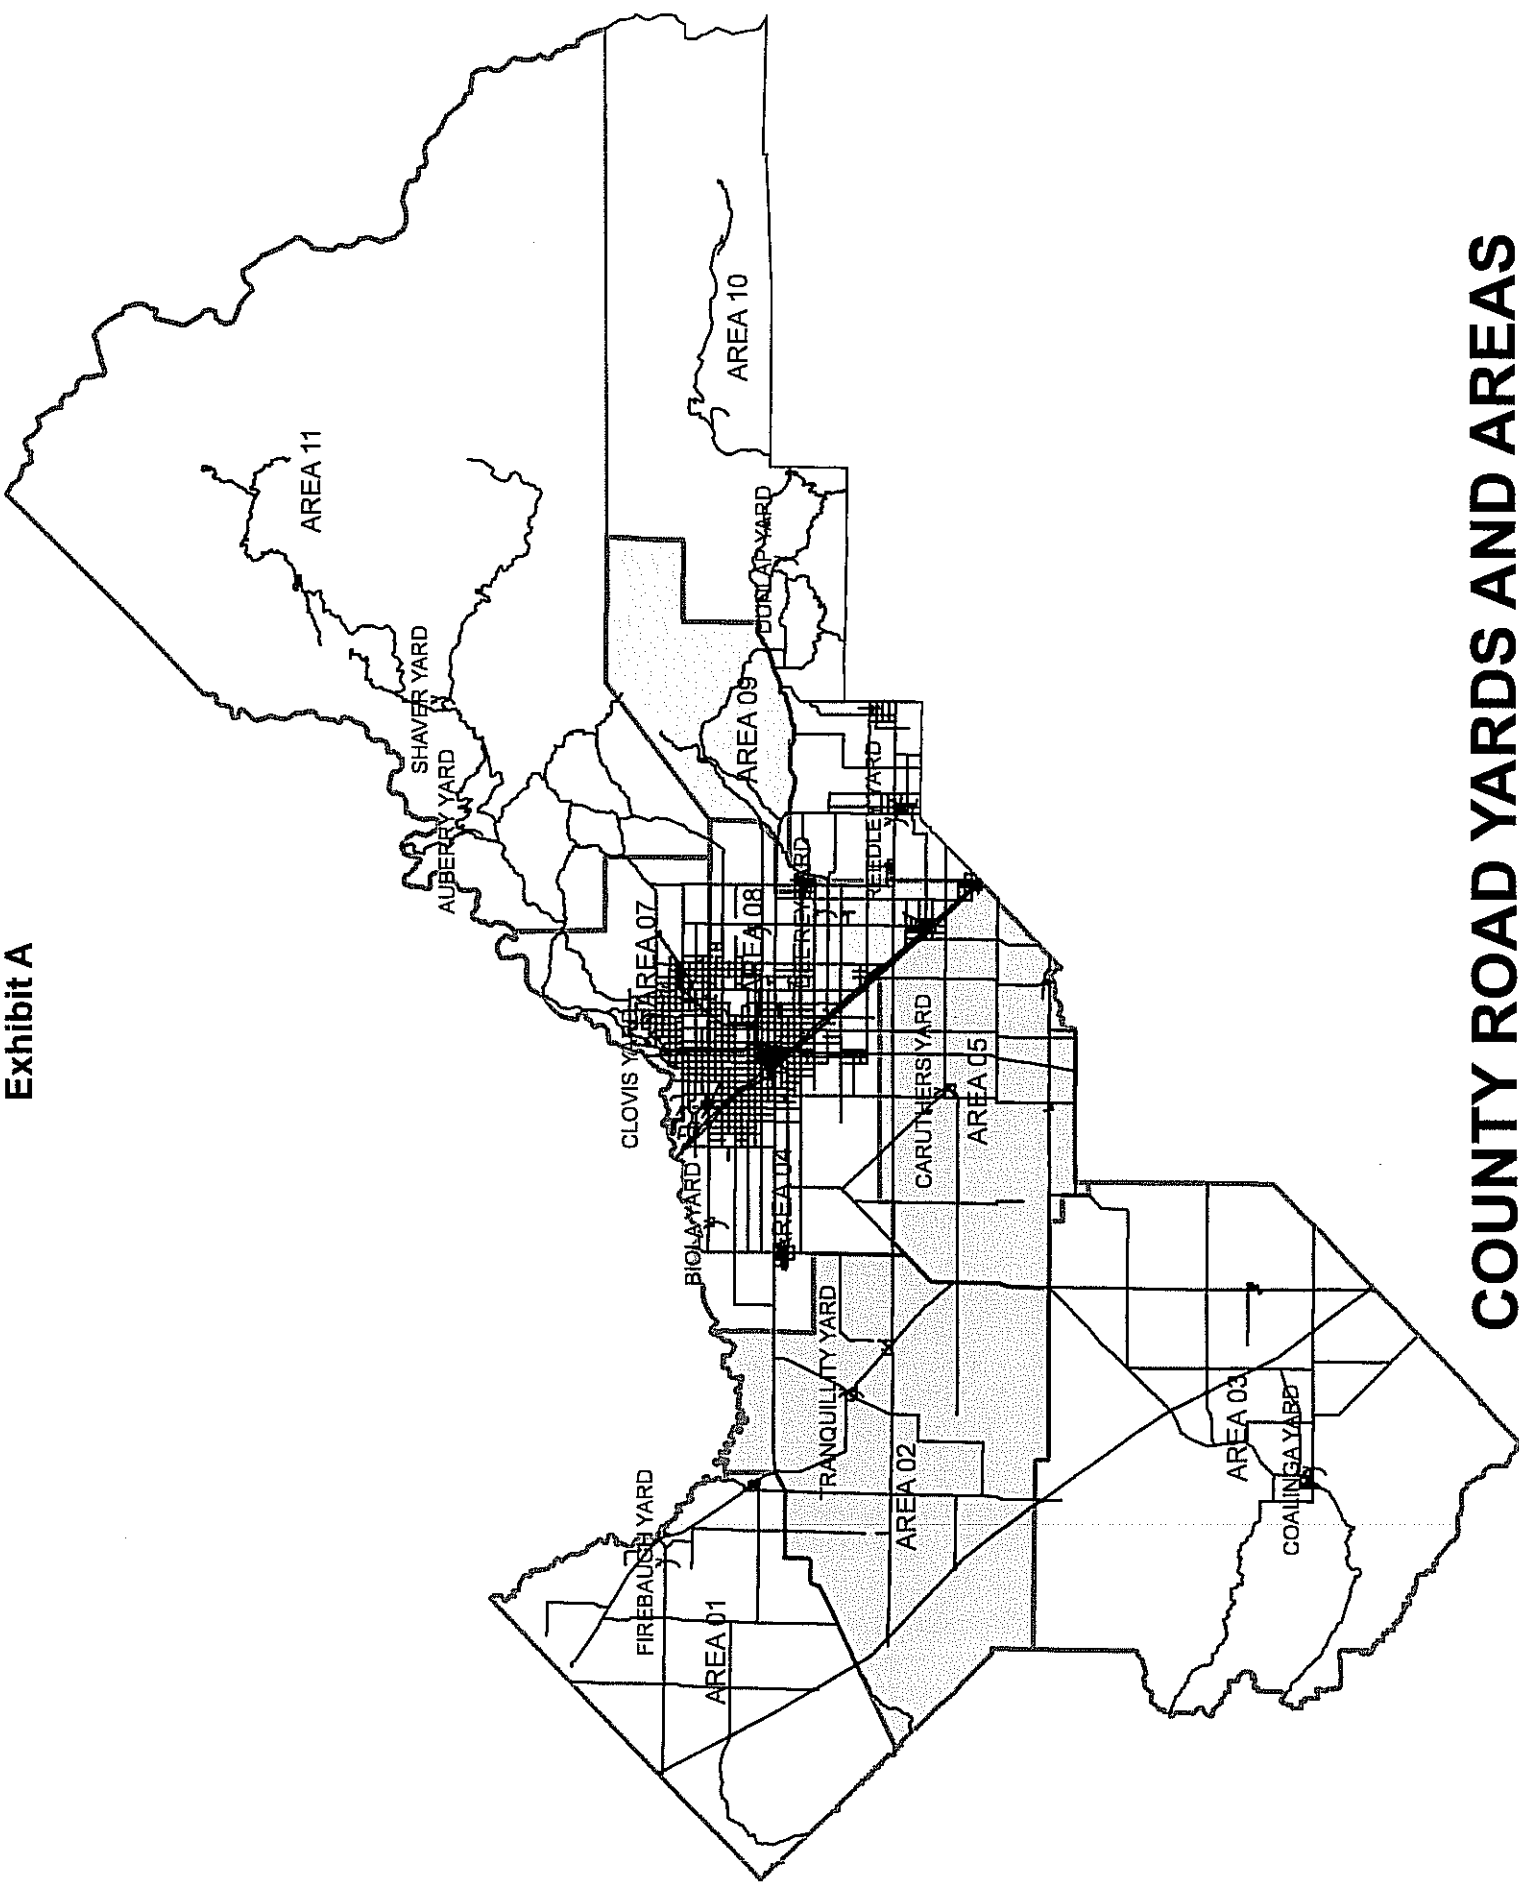 Exhibit A
AREA 11
AREA 10
SHAVER YARD
AUBERRY YARD
DUNLAP YARD
AREA 09
REEDLEY YARD
CLOVIS
AREA 07
AREA 08
BIOLA YARD
AREA 04
CARUTHERS YARD
AREA 05
TRANQUILLITY YARD
AREA 02
FIREBAUGH YARD
AREA 01
AREA 03
COALINGA YARD
COUNTY ROAD YARDS AND AREAS